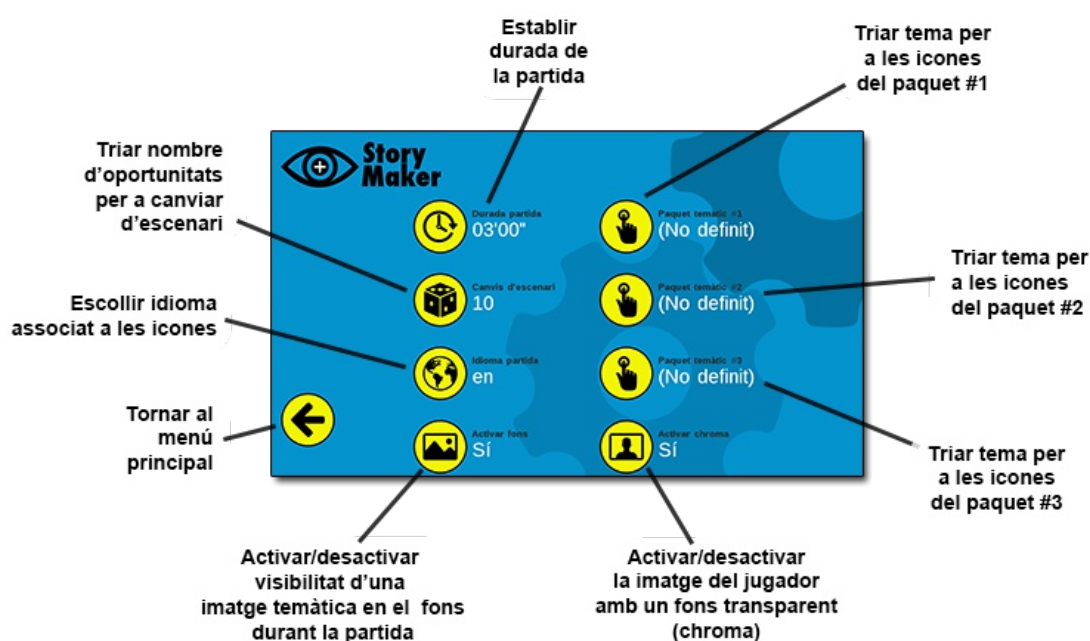 Establir
durada de
la partida
Triar tema per
a les icones
del paquet #1
Triar nombre
d’oportunitats
per a canviar
d’escenari
Story
Maker
Durada partida
03'00"
Paquet temàtic #1
(No definit)
Canvis d'escenari
10
Paquet temàtic #2
(No definit)
Triar tema per
a les icones
del paquet #2
Escollir idioma
associat a les icones
Idioma partida
en
Paquet temàtic #3
(No definit)
Tornar al
menú
principal
Activar fons
Sí
Activar chroma
Sí
Triar tema per
a les icones
del paquet #3
Activar/desactivar
visibilitat d’una
imatge temàtica en el fons
durant la partida
Activar/desactivar
la imatge del jugador
amb un fons transparent
(chroma)